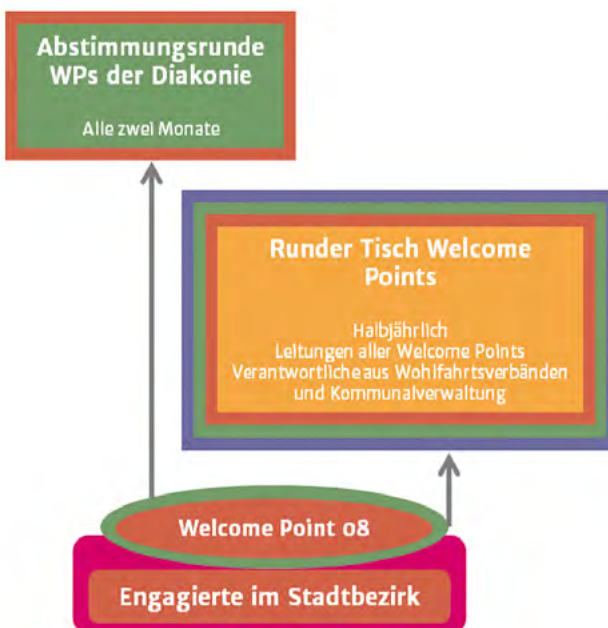 Abstimmungsrunde
WPs der Diakonie
Alle zwei Monate
Runder Tisch Welcome
Points
Halbjährlich
Leitungen aller Welcome Points
Verantwortliche aus Wohlfahrtsverbänden
und Kommunalverwaltung
Welcome Point 08
Engagierte im Stadtbezirk